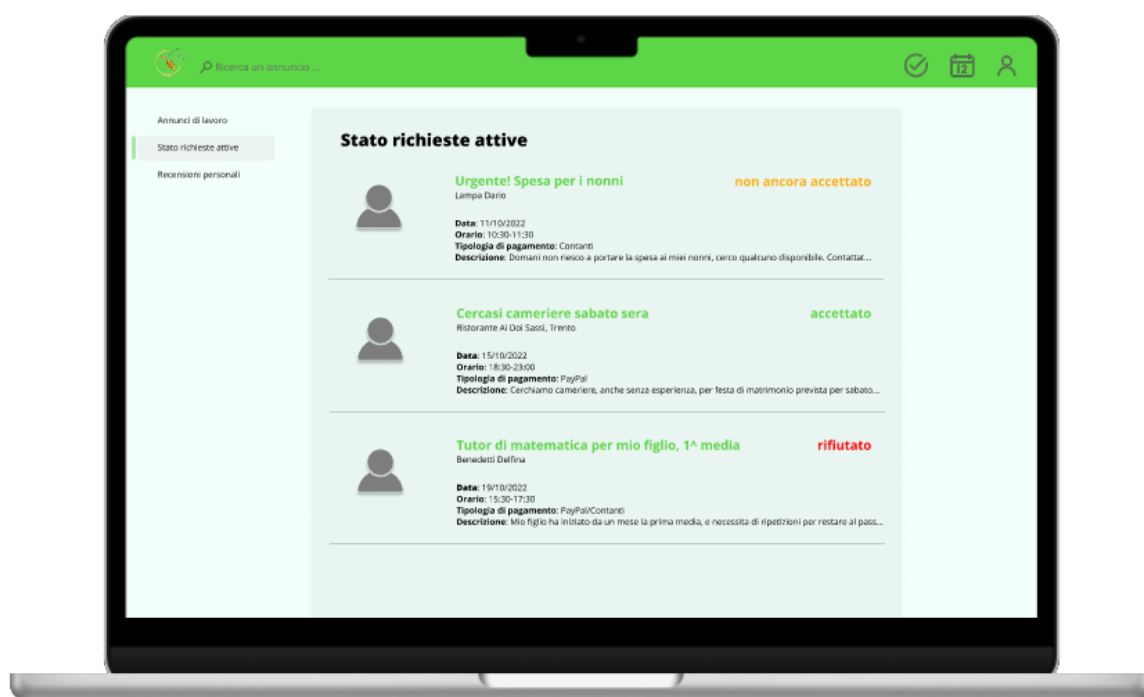 Ricerca un annuncio ...
12
Annunci di lavoro
Stato richieste attive
Recensioni personali
Stato richieste attive
Urgente! Spesa per i nonni
non ancora accettato
Lampa Dario
Data: 11/10/2022
Orario: 10:30-11:30
Tipologia di pagamento: Contanti
Descrizione: Domani non riesco a portare la spesa ai miei nonni, cerco qualcuno disponibile. Contattat...
Cercasi cameriere sabato sera
accettato
Ristorante Ai Doi Sassi, Trento
Data: 15/10/2022
Orario: 18:30-23:00
Tipologia di pagamento: PayPal
Descrizione: Cerchiamo cameriere, anche senza esperienza, per festa di matrimonio prevista per sabato...
Tutor di matematica per mio figlio, 1^ media
rifiutato
Benedetti Delfina
Data: 19/10/2022
Orario: 15:30-17:30
Tipologia di pagamento: PayPal/Contanti
Descrizione: Mio figlio ha iniziato da un mese la prima media, e necessita di ripetizioni per restare al pass...